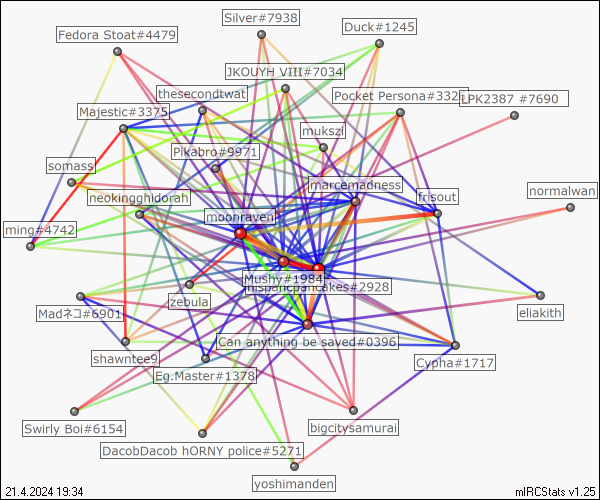 Silver#7938
Duck#1245
Fedora Stoat#4479
JKOUYH VIII#7034
thesecondtwat
Pocket Persona#332
LPK2387 #7690
Majestic#3375
mukszi
Pikabro#9971
somass
marcemadness
normalwan
neokingghidorah
frisout
moonraven
ming#4742
Mushy#1984
mspancpancakes#2928
zebula
eliakith
Madネコ#6901
Can anything be saved#0396
shawntee9
Cypha#1717
Eg.Master#1378
Swirly Boi#6154
bigcitysamurai
DacobDacob hORNY police#5271
yoshimanden
21.4.2024 19:34
mIRCStats v1.25